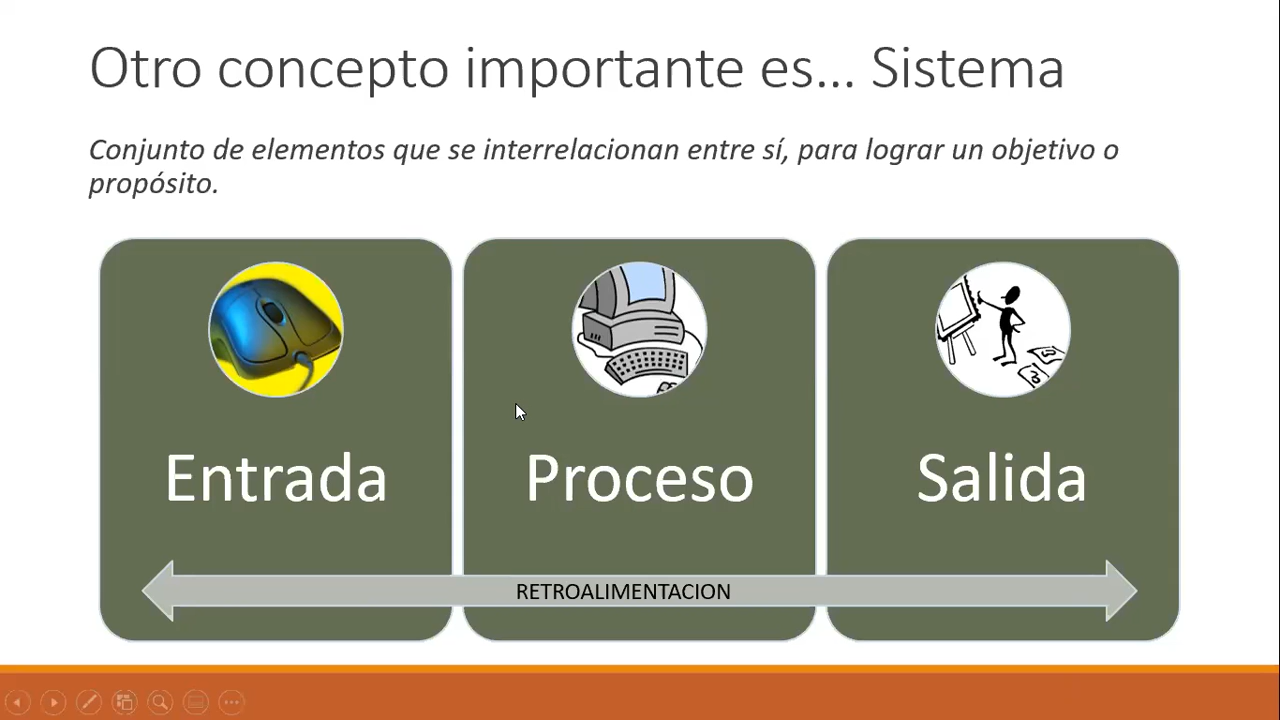 Otro concepto importante es... Sistema
Conjunto de elementos que se interrelacionan entre sí, para lograr un objetivo o
propósito.
Entrada
Proceso
Salida
RETROALIMENTACION